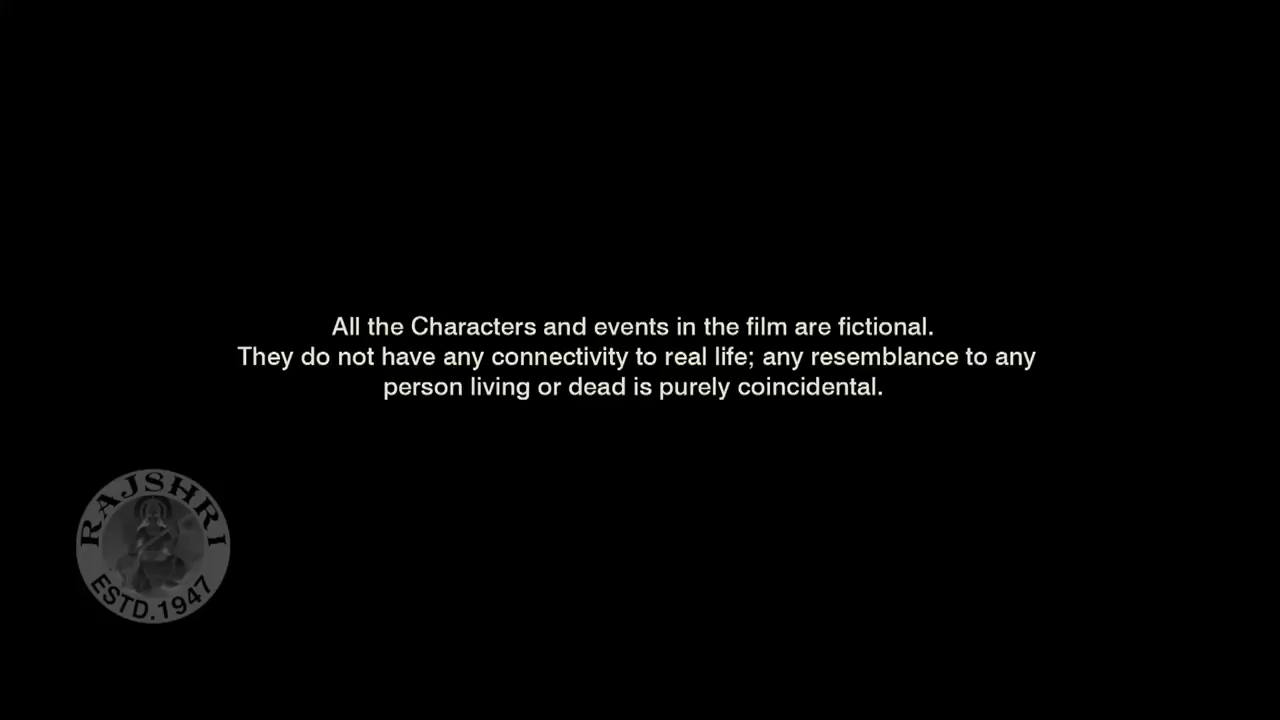 All the Characters and events in the film are fictional.
They do not have any connectivity to real life; any resemblance to any
person living or dead is purely coincidental.
RAJSHRI
ESTD.1947